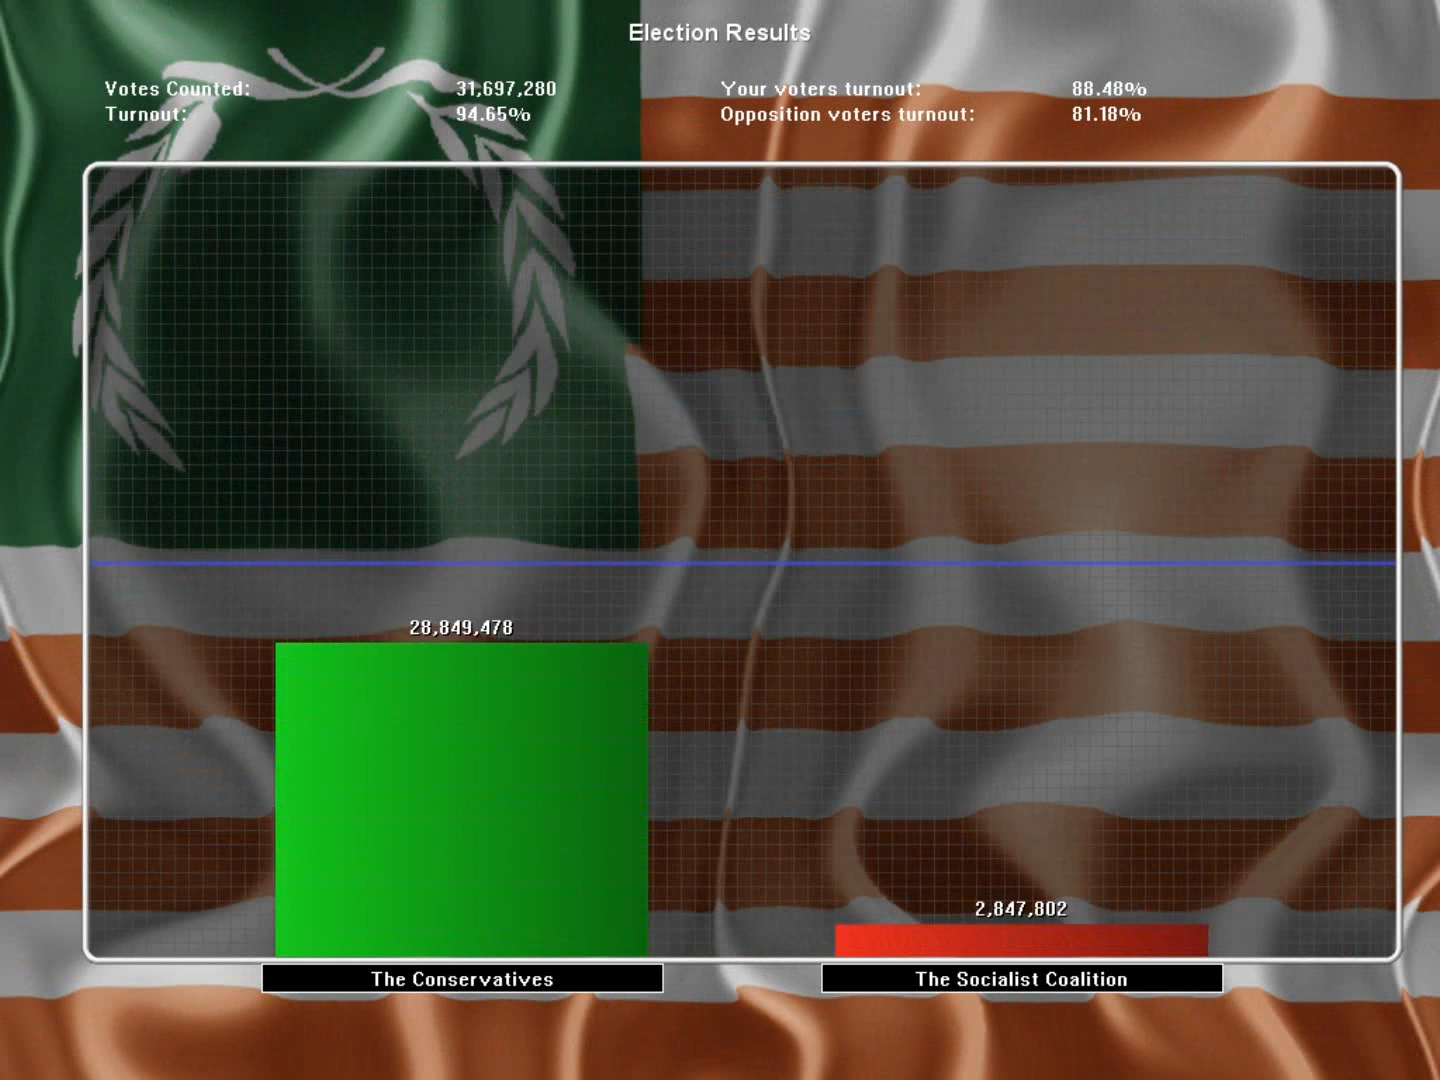 Election Results
Votes Counted: 31,697,280 Your voters turnout: 88.48%
Turnout: 94.65% Opposition voters turnout: 81.18%
28,849,478
2,847,802
The Conservatives The Socialist Coalition